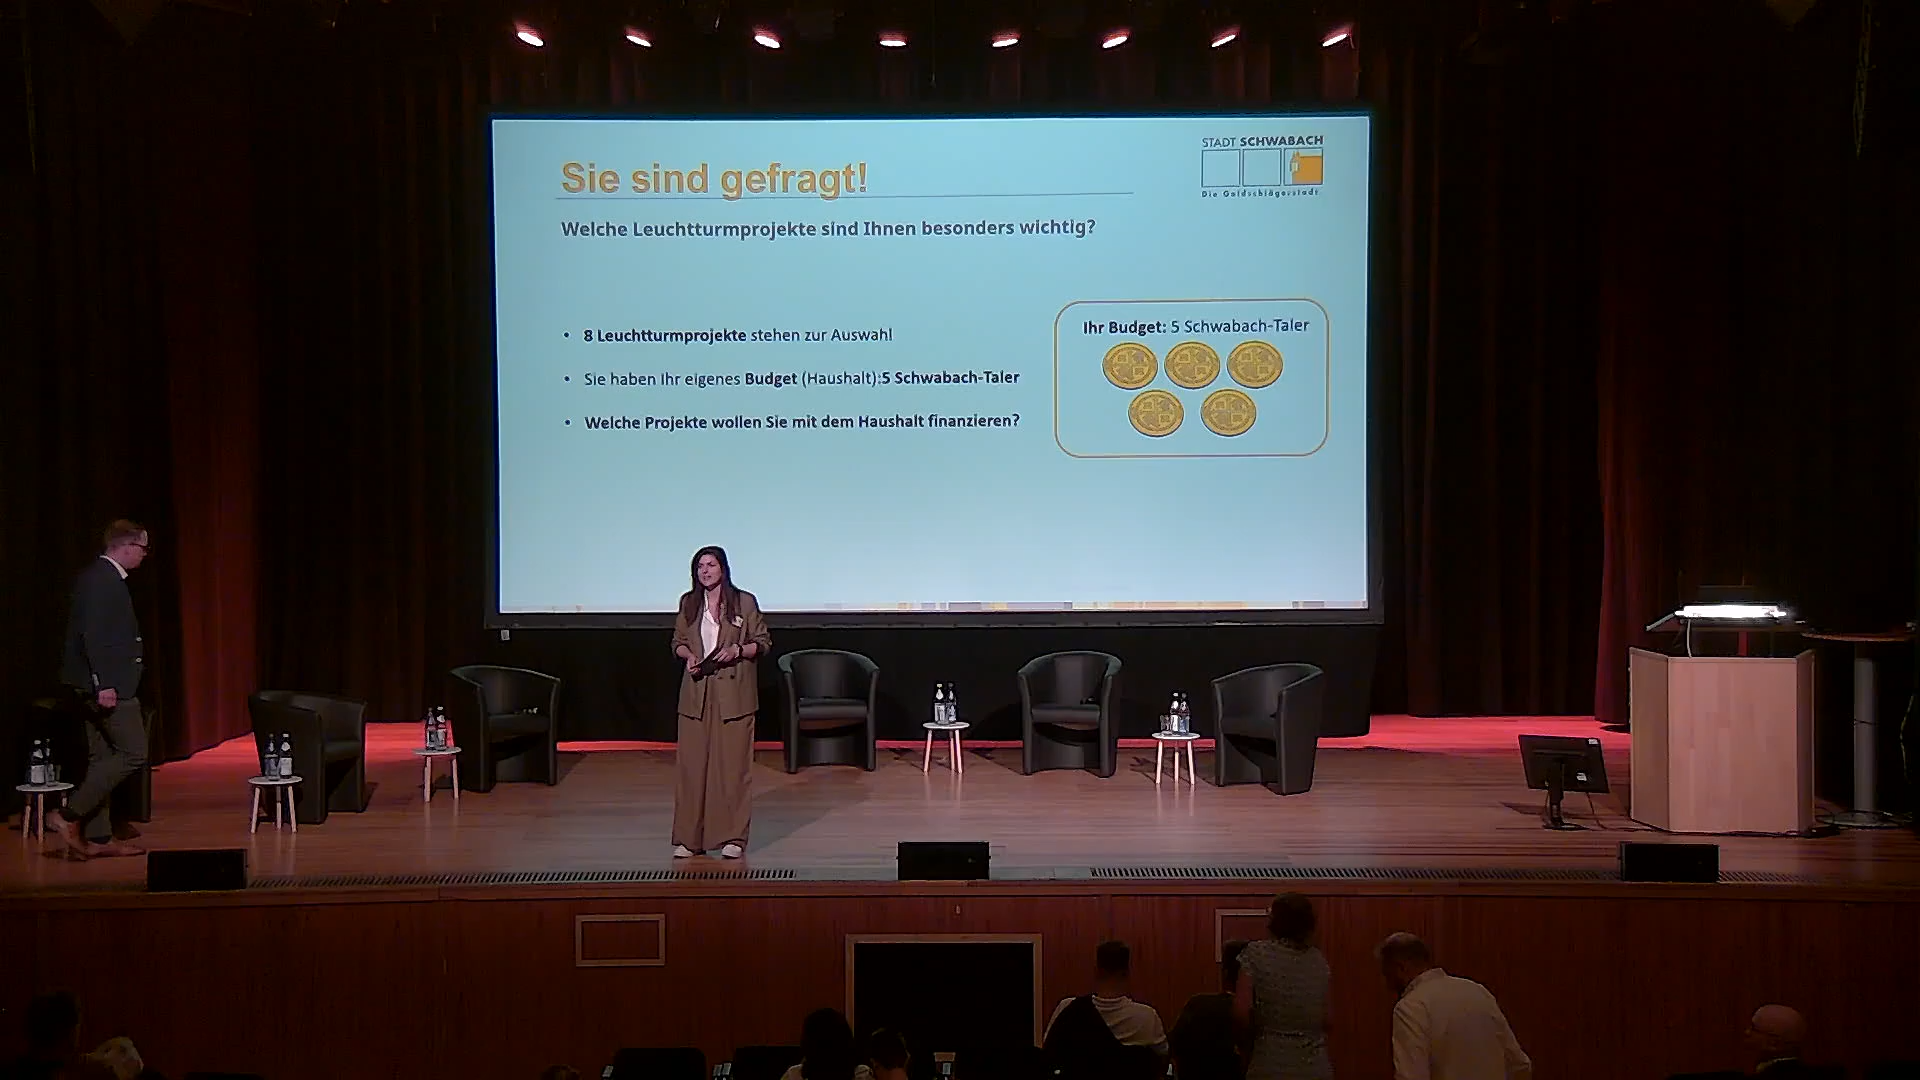 Sie sind gefragt!
STADT SCHWABACH
Die Goldschlägerstadt.
Welche Leuchtturmprojekte sind Ihnen besonders wichtig?
• 8 Leuchtturmprojekte stehen zur Auswahl
• Sie haben Ihr eigenes Budget (Haushalt):5 Schwabach-Taler
• Welche Projekte wollen Sie mit dem Haushalt finanzieren?
Ihr Budget: 5 Schwabach-Taler